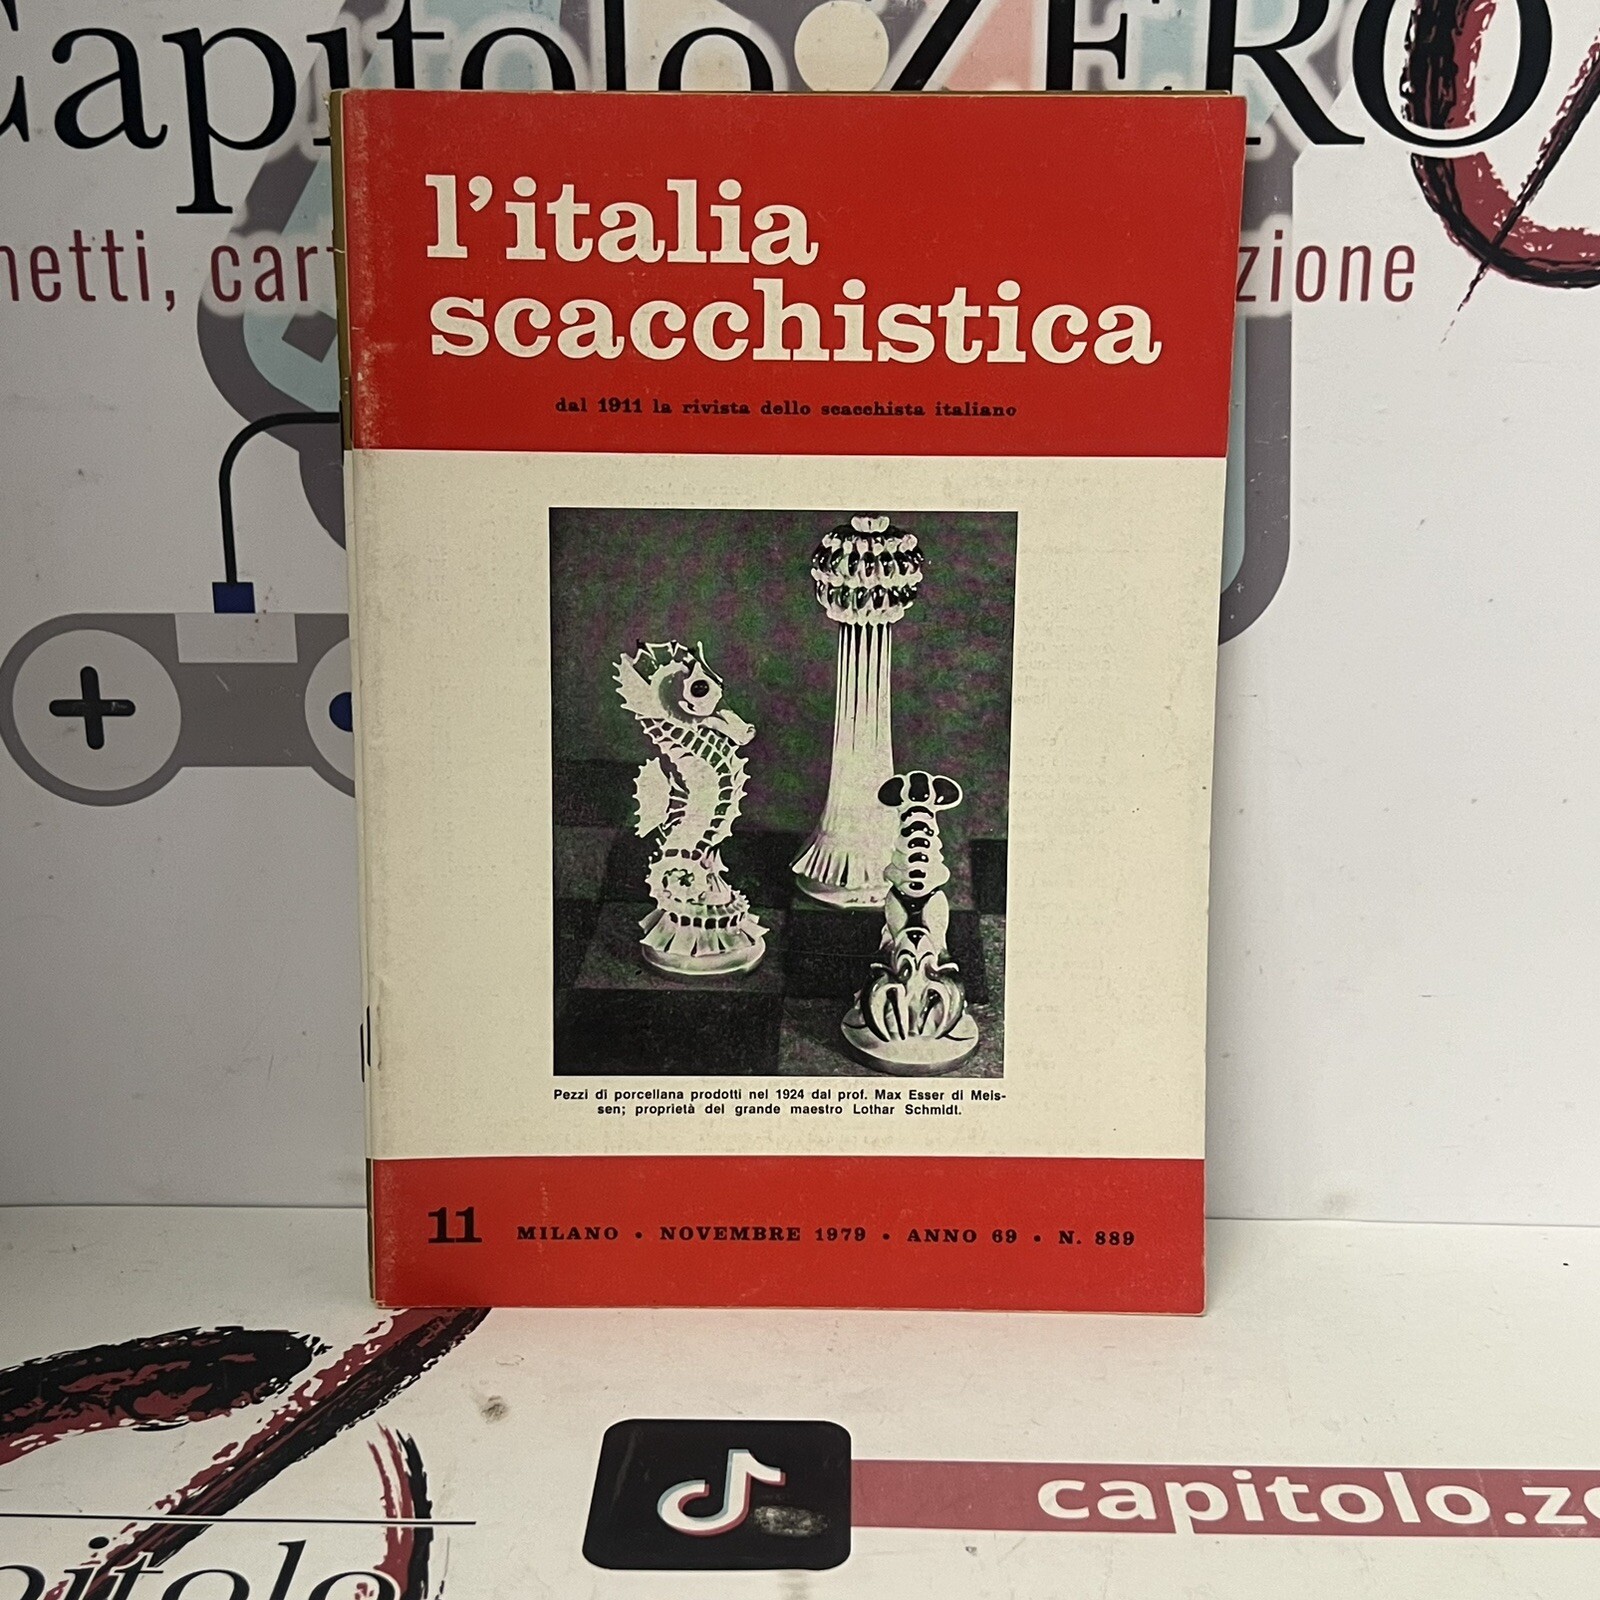 Capitolo ZERO
l'italia
scacchistica
dal 1911 la rivista dello scacchista italiano
Pezzi di porcellana prodotti nel 1924 dal prof. Max Esser di Meis-
sen; proprietà del grande maestro Lothar Schmidt.
11 MILANO • NOVEMBRE 1979 • ANNO 69 • N. 889